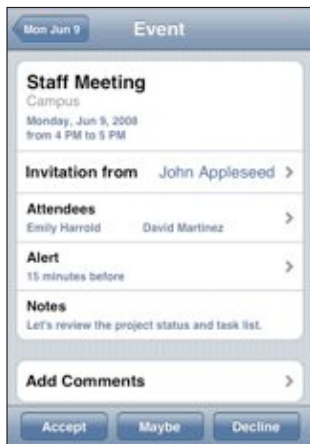 Mon Jun 9 Event
Staff Meeting
Campus
Monday, Jun 9, 2008
from 4 PM to 5 PM
Invitation from John Appleseed
Attendees
Emily Harrold David Martinez
Alert
15 minutes before
Notes
Let's review the project status and task list.
Add Comments
Accept Maybe Decline